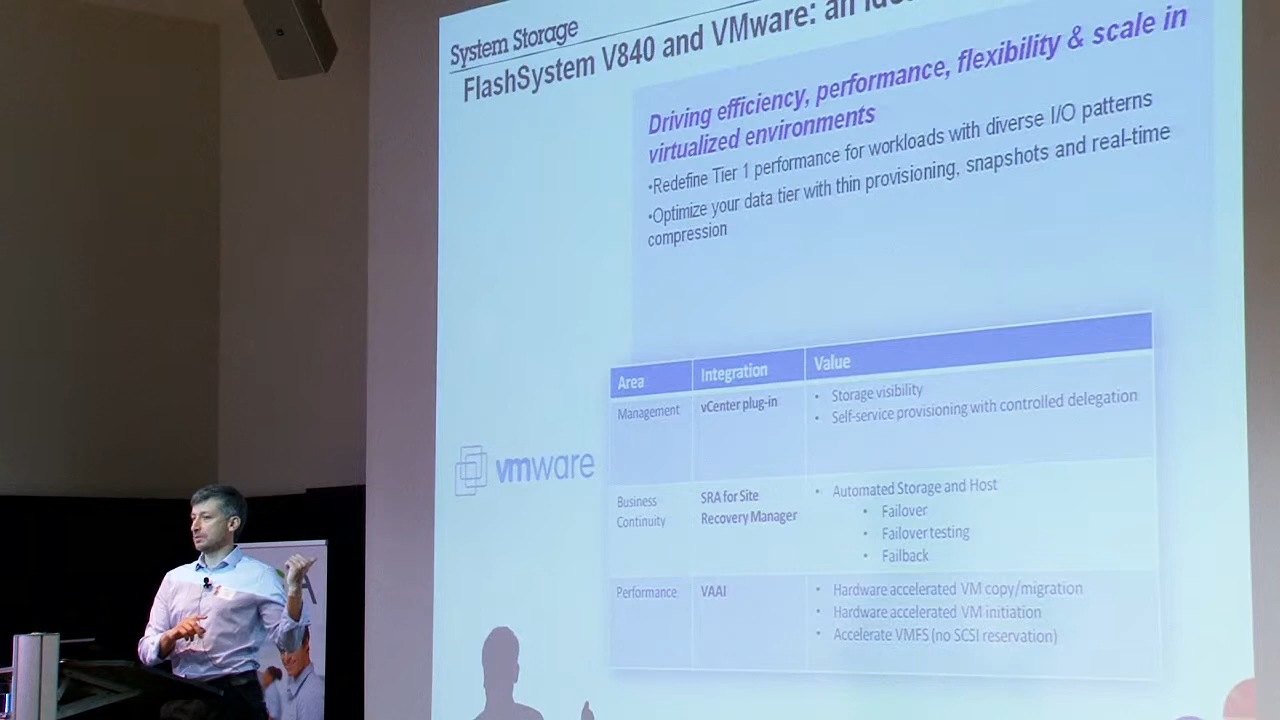 System Storage
FlashSystem V840 and VMware: an
Driving efficiency, performance, flexibility & scale in
virtualized environments
•Redefine Tier 1 performance for workloads with diverse I/O patterns
•Optimize your data tier with thin provisioning, snapshots and real-time
compression
Area Integration Value
Management vCenter plug-in
• Storage visibility
• Self-service provisioning with controlled delegation
vmware
Business
Continuity
SRA for Site
Recovery Manager
• Automated Storage and Host
• Failover
• Failover testing
• Failback
Performance VAAI
• Hardware accelerated VM copy/migration
• Hardware accelerated VM initiation
• Accelerate VMFS (no SCSI reservation)